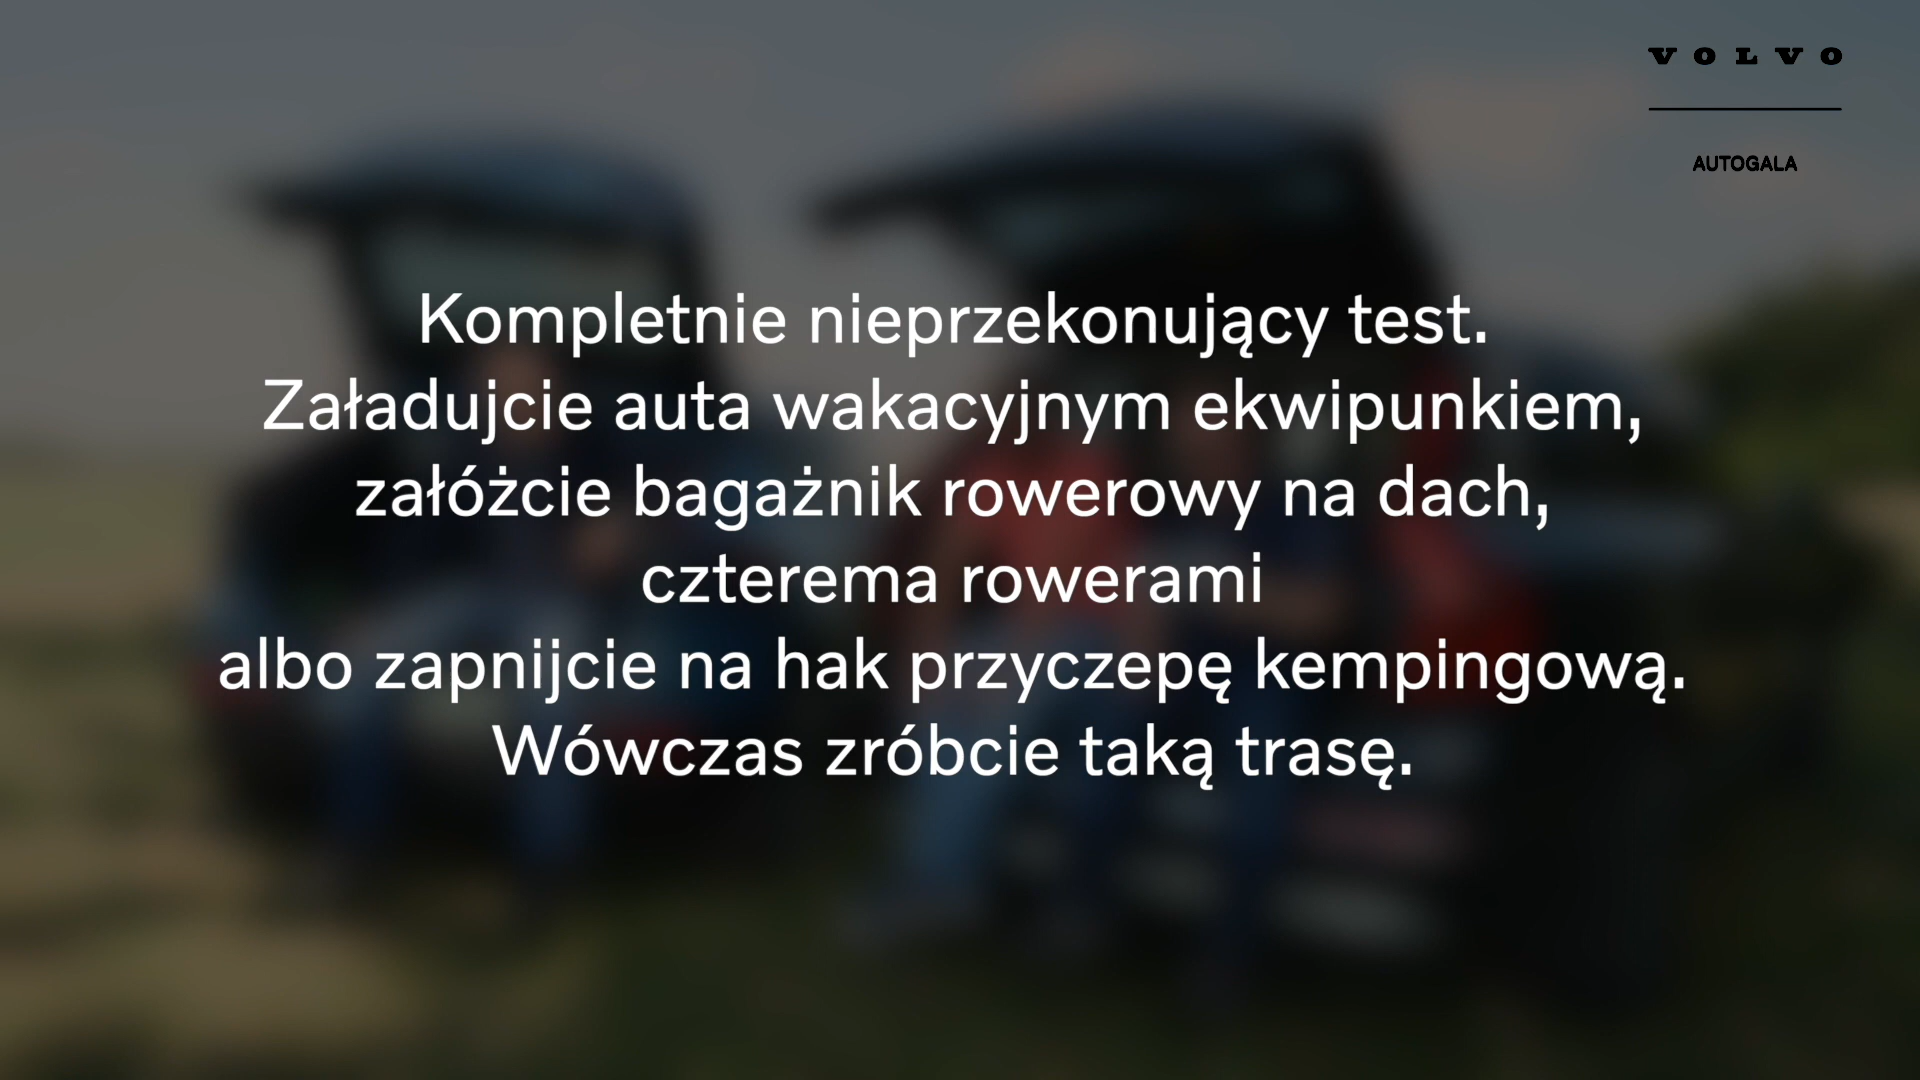 VOLVO
AUTOGALA
Kompletnie nieprzekonujący test.
Załadujcie auta wakacyjnym ekwipunkiem,
załóżcie bagażnik rowerowy na dach,
czterema rowerami
albo zapnijcie na hak przyczepę kempingową.
Wówczas zróbcie taką trasę.